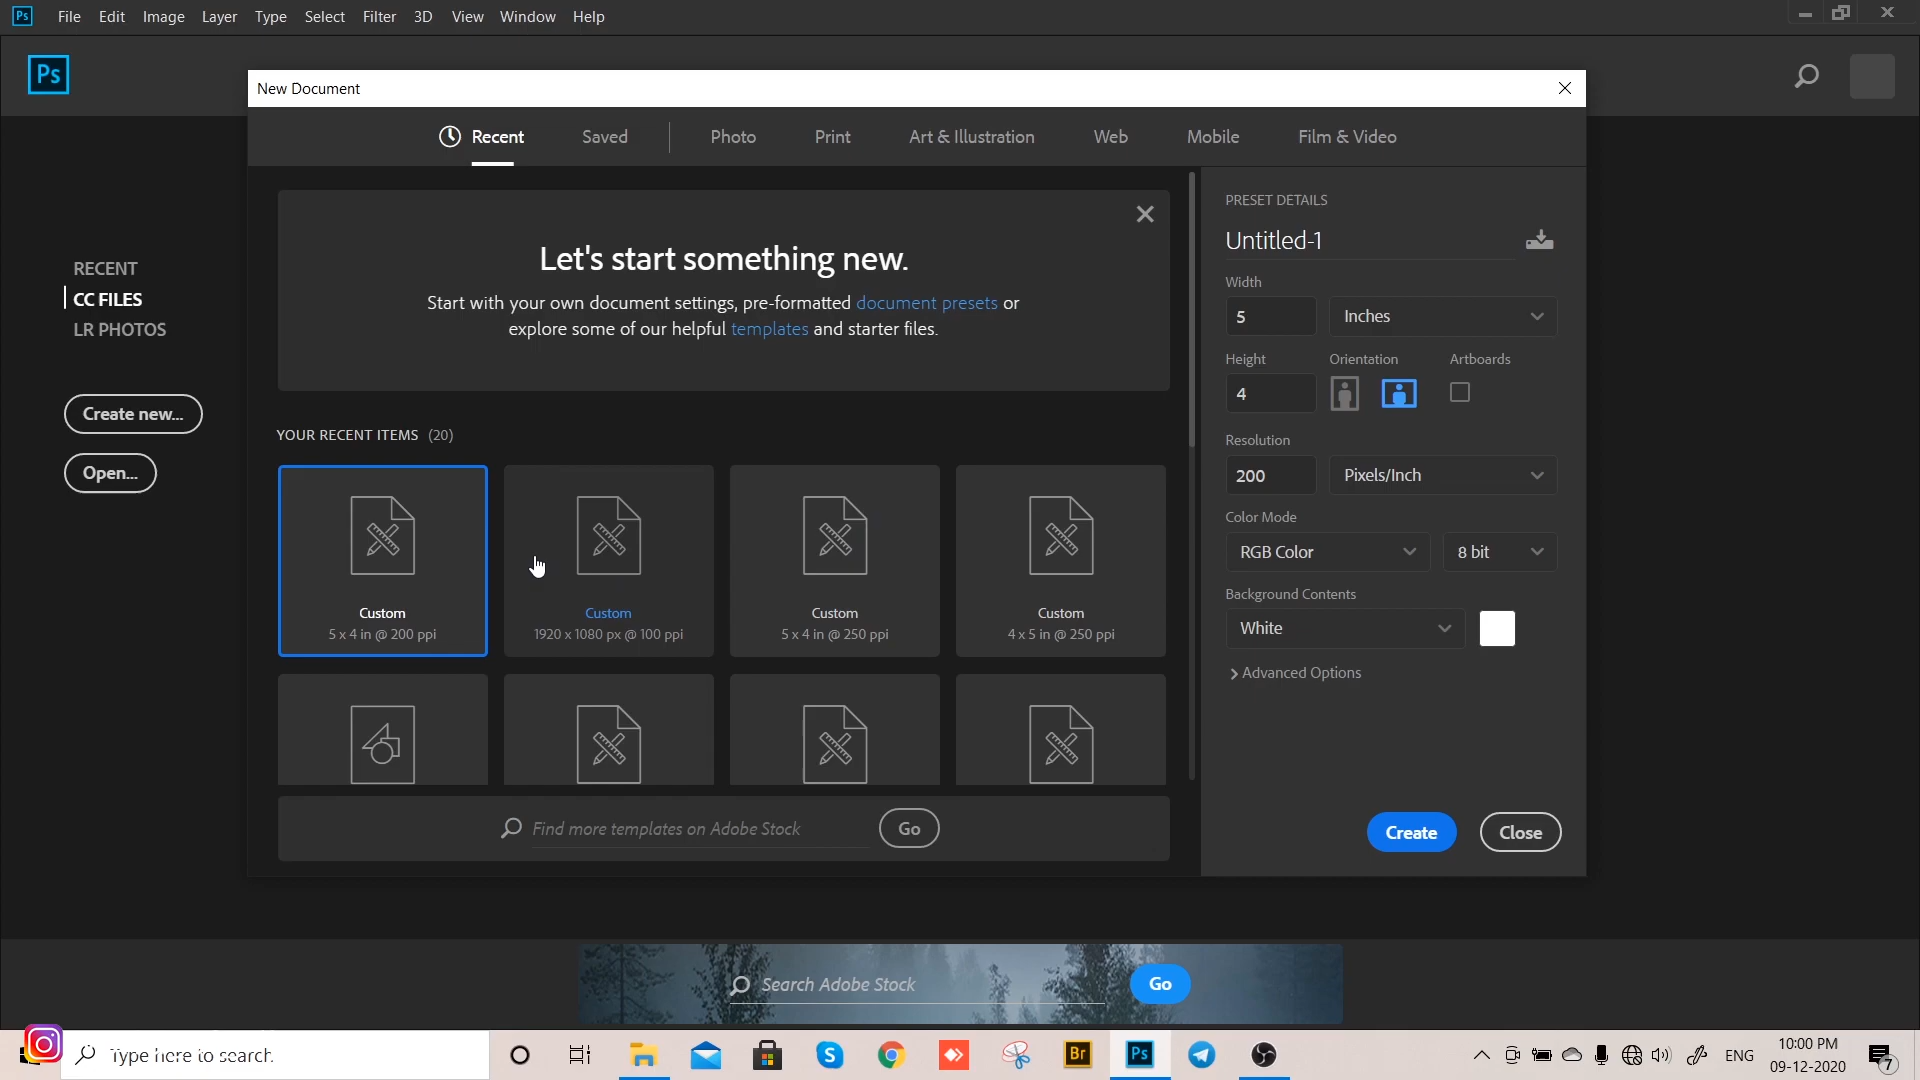 Ps File Edit Image Layer Type Select Filter 3D View Window Help
Ps
New Document
Recent Saved Photo Print Art & Illustration Web Mobile Film & Video
Let's start something new.
Start with your own document settings, pre-formatted document presets or
explore some of our helpful templates and starter files.
RECENT
CC FILES
LR PHOTOS
Create new...
Open...
YOUR RECENT ITEMS (20)
Custom
5 x 4 in @ 200 ppi
Custom
1920 x 1080 px @ 100 ppi
Custom
5 x 4 in @ 250 ppi
Custom
4 x 5 in @ 250 ppi
Find more templates on Adobe Stock Go
PRESET DETAILS
Untitled-1
Width
5 Inches
Height Orientation Artboards
4
Resolution
200 Pixels/Inch
Color Mode
RGB Color 8 bit
Background Contents
White
Advanced Options
Create Close
Search Adobe Stock Go
Type here to search.
S Br Ps
ENG
10:00 PM
09-12-2020
7